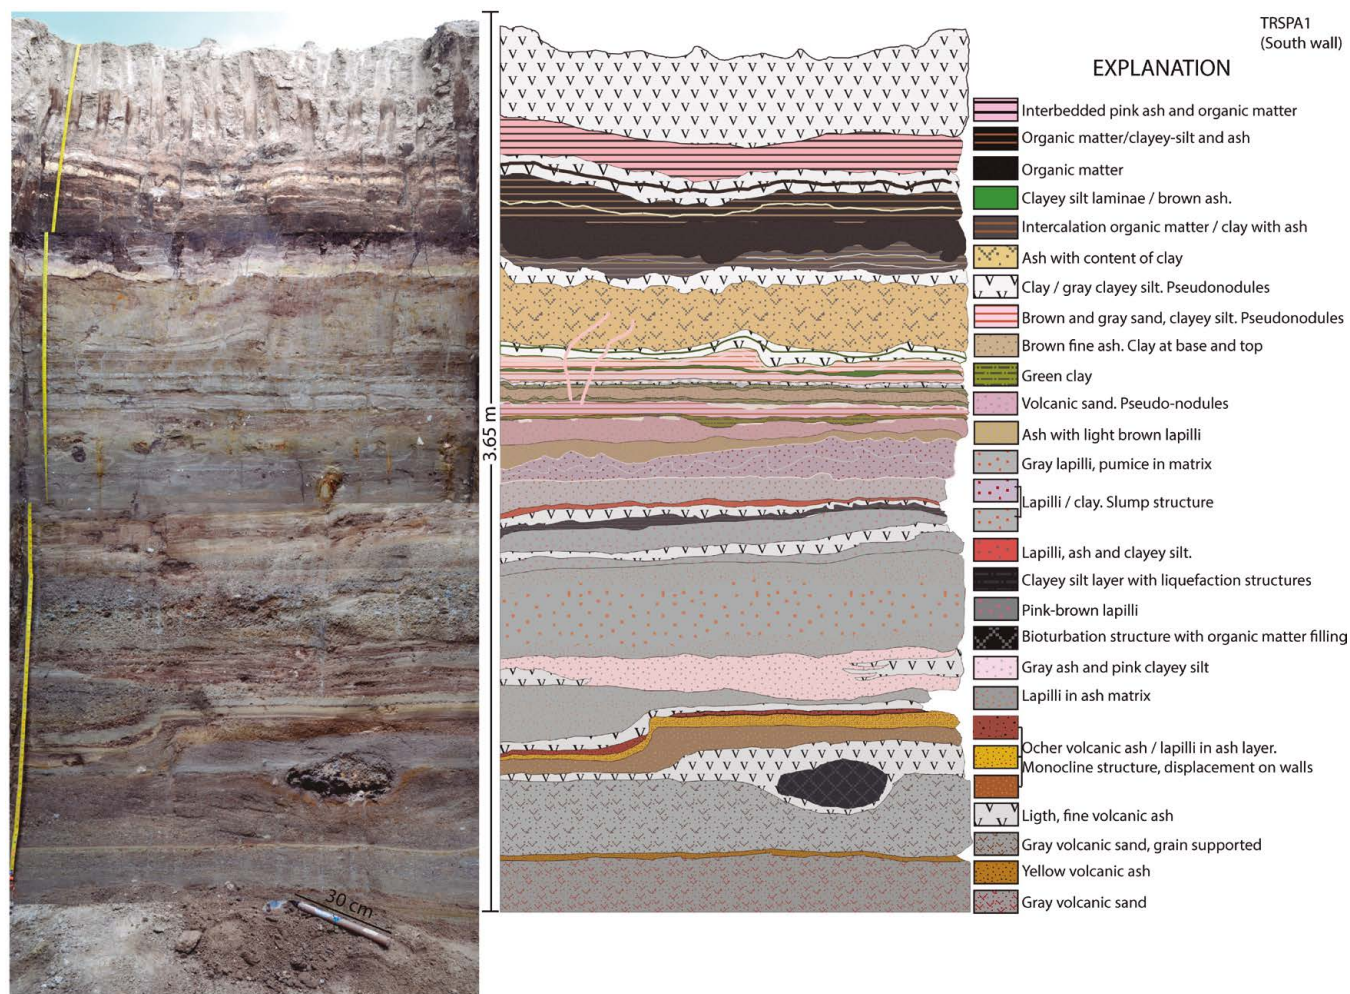 TRSPA1
(South wall)
EXPLANATION
Interbedded pink ash and organic matter
Organic matter/clayey-silt and ash
Organic matter
Clayey silt laminae / brown ash.
Intercalation organic matter / clay with ash
Ash with content of clay
Clay / gray clayey silt. Pseudonodules
Brown and gray sand, clayey silt. Pseudonodules
Brown fine ash. Clay at base and top
Green clay
Volcanic sand. Pseudo-nodules
Ash with light brown lapilli
Gray lapilli, pumice in matrix
Lapilli / clay. Slump structure
Lapilli, ash and clayey silt.
Clayey silt layer with liquefaction structures
Pink-brown lapilli
Bioturbation structure with organic matter filling
Gray ash and pink clayey silt
Lapilli in ash matrix
Ocher volcanic ash / lapilli in ash layer.
Monocline structure, displacement on walls
Ligth, fine volcanic ash
Gray volcanic sand, grain supported
Yellow volcanic ash
Gray volcanic sand
3.65 m
30 cm